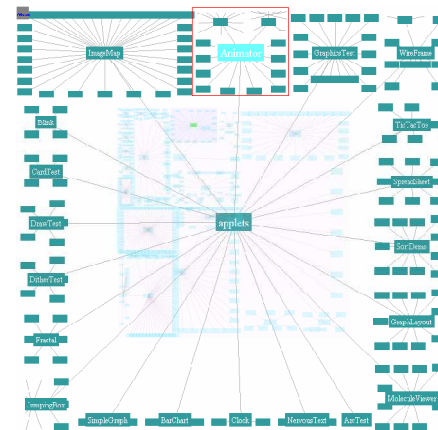 ImageMap
Animator
GraphicsTest
WireFrame
Blink
TicTacToe
CardTest
SpreadSheet
DrawTest
applets
SortDemo
DitherTest
GraphLayout
Fractal
JumpingBox
MoleculeViewer
SimpleGraph
BarChart
Clock
NervousText
ArcTest